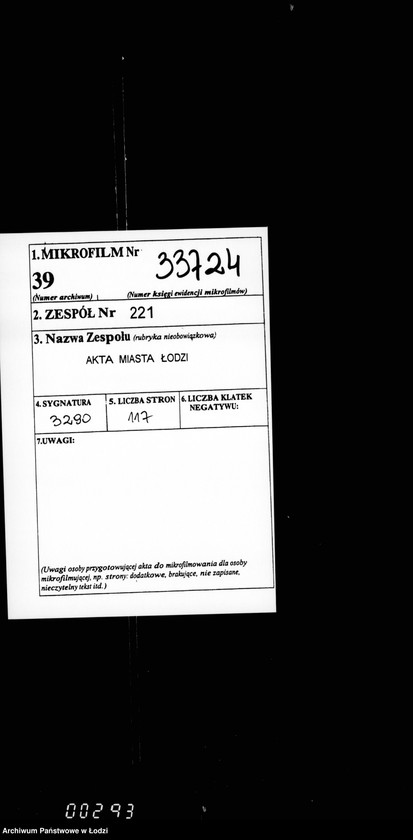 1. MIKROFILM Nr 33724
39
(Numer archiwum) (Numer księgi ewidencji mikrofilmów)
2. ZESPÓŁ Nr 221
3. Nazwa Zespołu (rubryka nieobowiązkowa)
AKTA MIASTA ŁODZI
4. SYGNATURA 5. LICZBA STRON 6. LICZBA KLATEK
NEGATYWU:
3290 117
7.UWAGI:
(Uwagi osoby przygotowującej akta do mikrofilmowania dla osoby
mikrofilmującej, np. strony: dodatkowe, brakujące, nie zapisane,
nieczytelny tekst itd.)
00293
Archiwum Państwowe w Łodzi